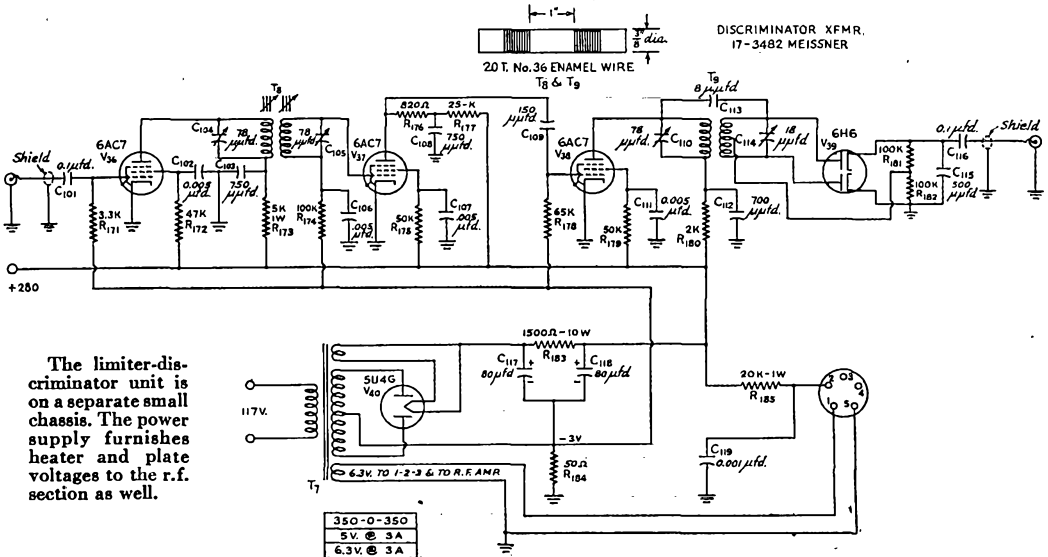 1"
3/8" dia.
20 T. No. 36 ENAMEL WIRE
T8 & T9
DISCRIMINATOR XFMR.
17-3482 MEISSNER
T8
T9
8 µµfd
C113
Shield
0.1µfd.
C101
6AC7
V36
C104
78 µµfd
C102
0.005 µfd.
C103
750 µµfd.
78 µµfd
C105
6AC7
V37
820Ω
R176
25-K
R177
C108
750 µµfd.
150 µµfd
C109
6AC7
V38
78 µµfd
C110
C114
18 µµfd
6H6
V39
100K
R181
100K
R182
0.1µfd
C116
C115
500 µµfd
Shield
3.3K
R171
47K
R172
5K
1W
R173
100K
R174
C106
.005 µfd.
50K
R175
C107
.005 µfd.
65K
R178
50K
R179
C111
0.005 µfd
2K
R180
C112
700 µµfd
+280
The limiter-dis-
criminator unit is
on a separate small
chassis. The power
supply furnishes
heater and plate
voltages to the r.f.
section as well.
117V.
T7
5U4G
V40
1500Ω-10W
R183
C117
80µfd
+
-
C118
80µfd.
+
-
-3V
50Ω
R184
20K-1W
R185
C119
0.001µfd.
2
3
4
1
5
6.3V. TO 1-2-3 & TO R.F. AMP.
350-0-350
5V. @ 3A
6.3V. @ 3A